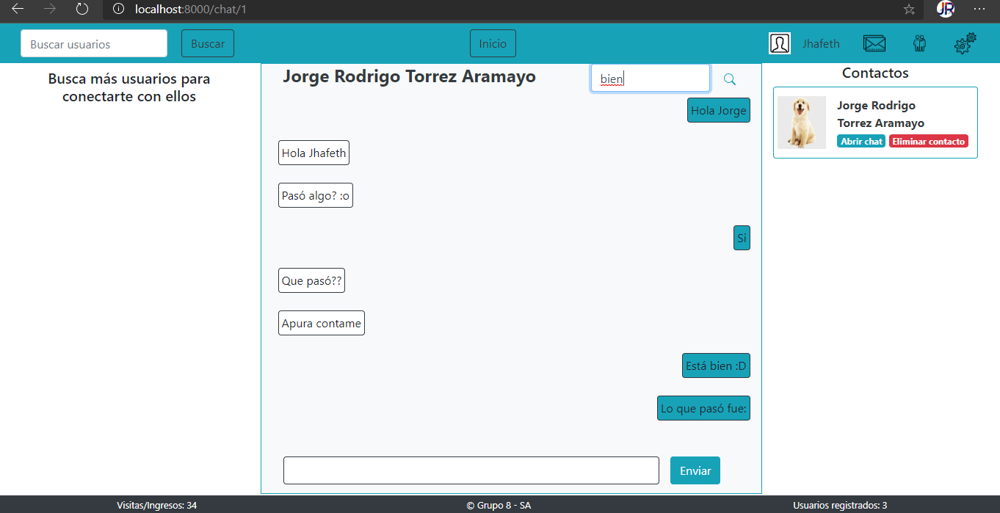 localhost:8000/chat/1
JR
Buscar usuarios
Buscar
Inicio
Jhafeth
Busca más usuarios para
conectarte con ellos
Jorge Rodrigo Torrez Aramayo
bien
Hola Jorge
Hola Jhafeth
Pasó algo? :o
Si
Que pasó??
Apura contame
Está bien :D
Lo que pasó fue:
Enviar
Contactos
Jorge Rodrigo
Torrez Aramayo
Abrir chat Eliminar contacto
Visitas/Ingresos: 34
© Grupo 8 - SA
Usuarios registrados: 3